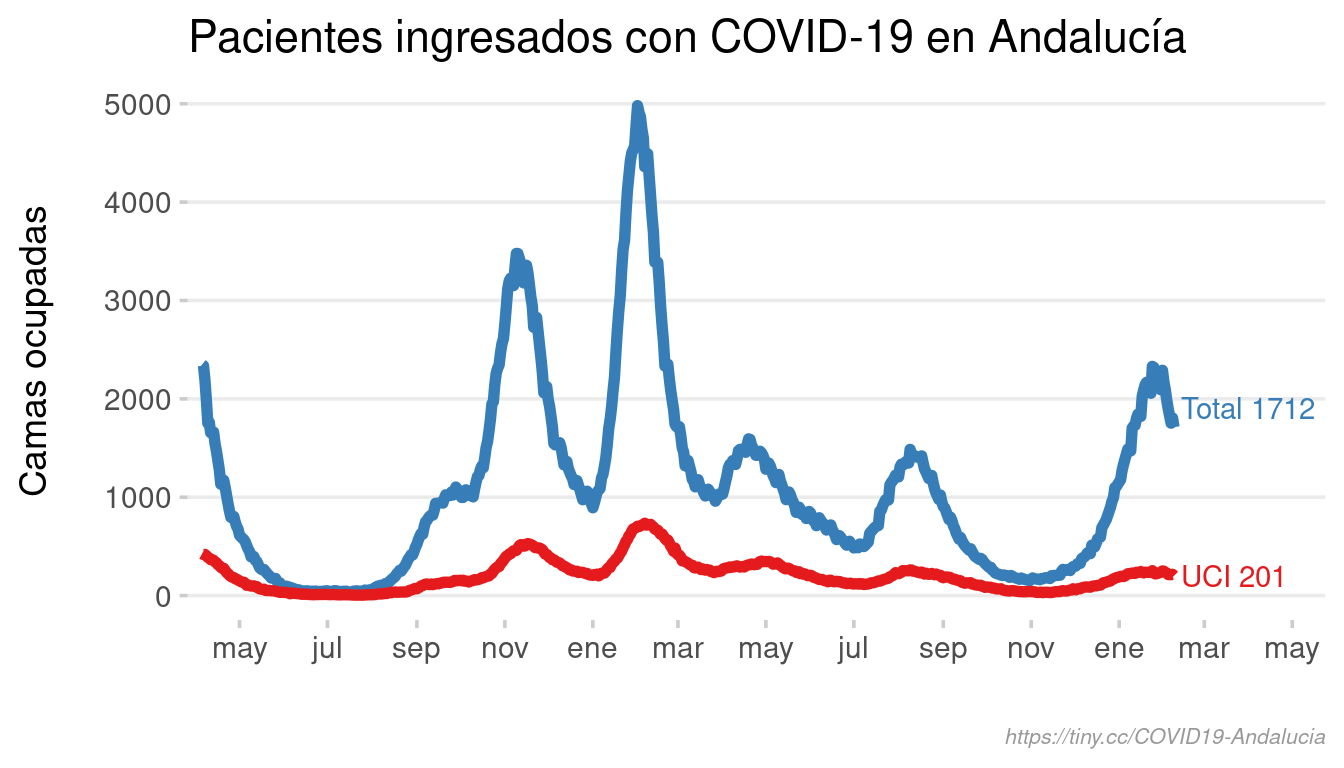 Pacientes ingresados con COVID-19 en Andalucía
Camas ocupadas
5000
4000
3000
2000
1000
0
Total 1712
UCI 201
may jul sep nov ene mar may jul sep nov ene mar may
https://tiny.cc/COVID19-Andalucia